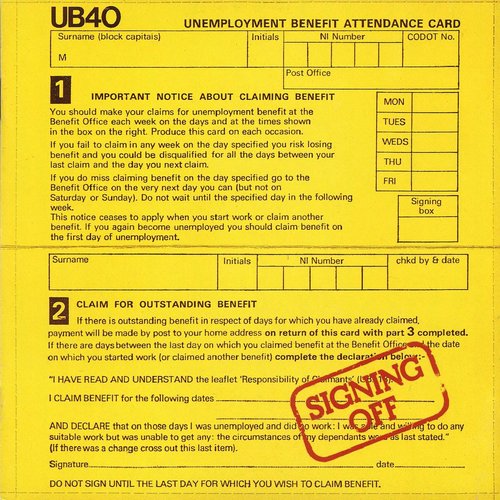 UB40
UNEMPLOYMENT BENEFIT ATTENDANCE CARD
Surname (block capitals)
Initials
NI Number
CODOT No.
M
Post Office
1
IMPORTANT NOTICE ABOUT CLAIMING BENEFIT
You should make your claims for unemployment benefit at the
Benefit Office each week on the days and at the times shown
in the box on the right. Produce this card on each occasion.
If you fail to claim in any week on the day specified you risk losing
benefit and you could be disqualified for all the days between your
last claim and the day you next claim.
If you do miss claiming benefit on the day specified go to the
Benefit Office on the very next day you can (but not on
Saturday or Sunday). Do not wait until the specified day in the following
week.
This notice ceases to apply when you start work or claim another
benefit. If you again become unemployed you should claim benefit on
the first day of unemployment.
MON
TUES
WEDS
THU
FRI
Signing
box
Surname
Initials
NI Number
chkd by & date
2
CLAIM FOR OUTSTANDING BENEFIT
If there is outstanding benefit in respect of days for which you have already claimed,
payment will be made by post to your home address on return of this card with part 3 completed.
If there are days between the last day on which you claimed benefit at the Benefit Office and the date
on which you started work (or claimed another benefit) complete the declaration below:-
"I HAVE READ AND UNDERSTAND the leaflet 'Responsibility of Claimants'
I CLAIM BENEFIT for the following dates
AND DECLARE that on those days I was unemployed and did no work: I was able and willing to do any
suitable work but was unable to get any: the circumstances of my dependants were as last stated."
(If there was a change cross out this last item).
Signature
date
DO NOT SIGN UNTIL THE LAST DAY FOR WHICH YOU WISH TO CLAIM BENEFIT.
SIGNING
OFF